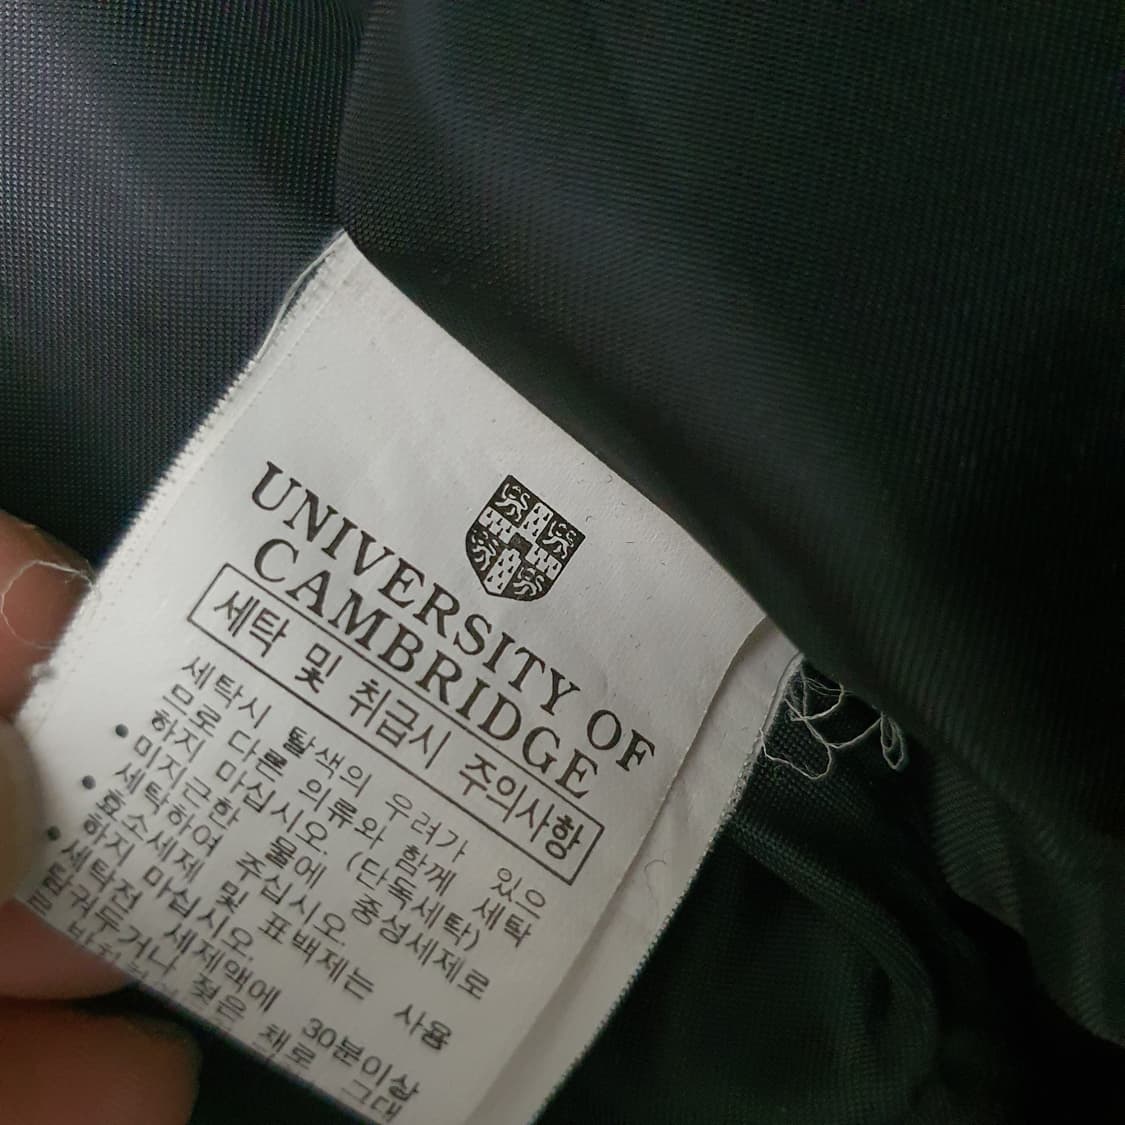 UNIVERSITY OF
CAMBRIDGE
세탁 및 취급시 주의사항
세탁시 탈색의 우려가 있으
므로 다른 의류와 함께 세탁
하지 마십시오 (단독세탁)
• 미지근한 물에 중성세제로
세탁하여 주십시오.
• 효소세제 및 표백제는 사용
하지 마십시오.
• 세탁전 세제액에 30분이상
담궈두거나 젖은 채로 그대